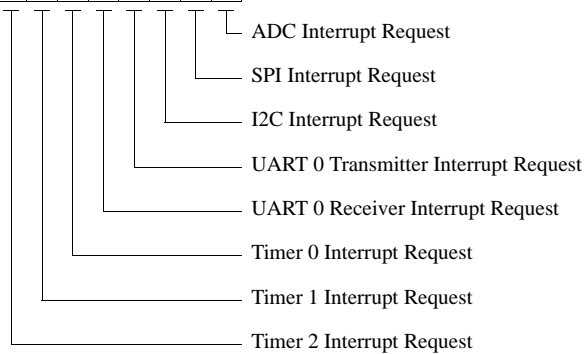 ADC Interrupt Request
SPI Interrupt Request
I2C Interrupt Request
UART 0 Transmitter Interrupt Request
UART 0 Receiver Interrupt Request
Timer 0 Interrupt Request
Timer 1 Interrupt Request
Timer 2 Interrupt Request